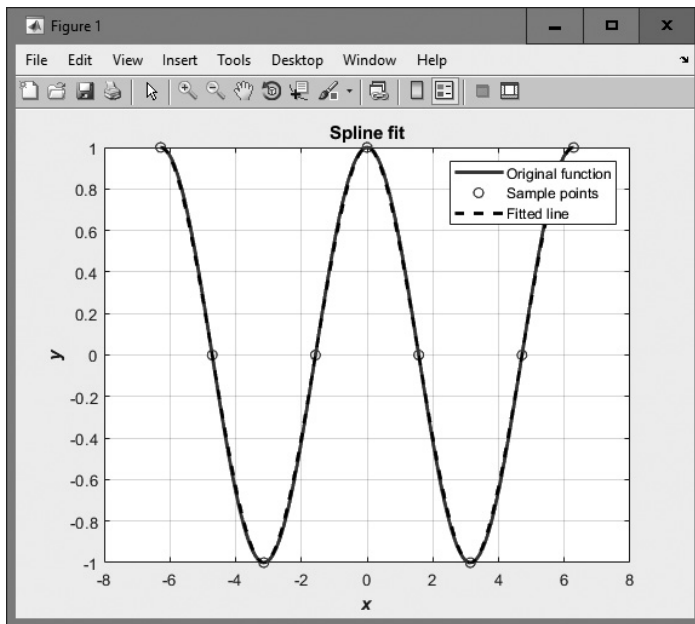 Figure 1
File Edit View Insert Tools Desktop Window Help
Spline fit
Original function
Sample points
Fitted line
1
0.8
0.6
0.4
0.2
0
-0.2
-0.4
-0.6
-0.8
-1
y
-8 -6 -4 -2 0 2 4 6 8
x